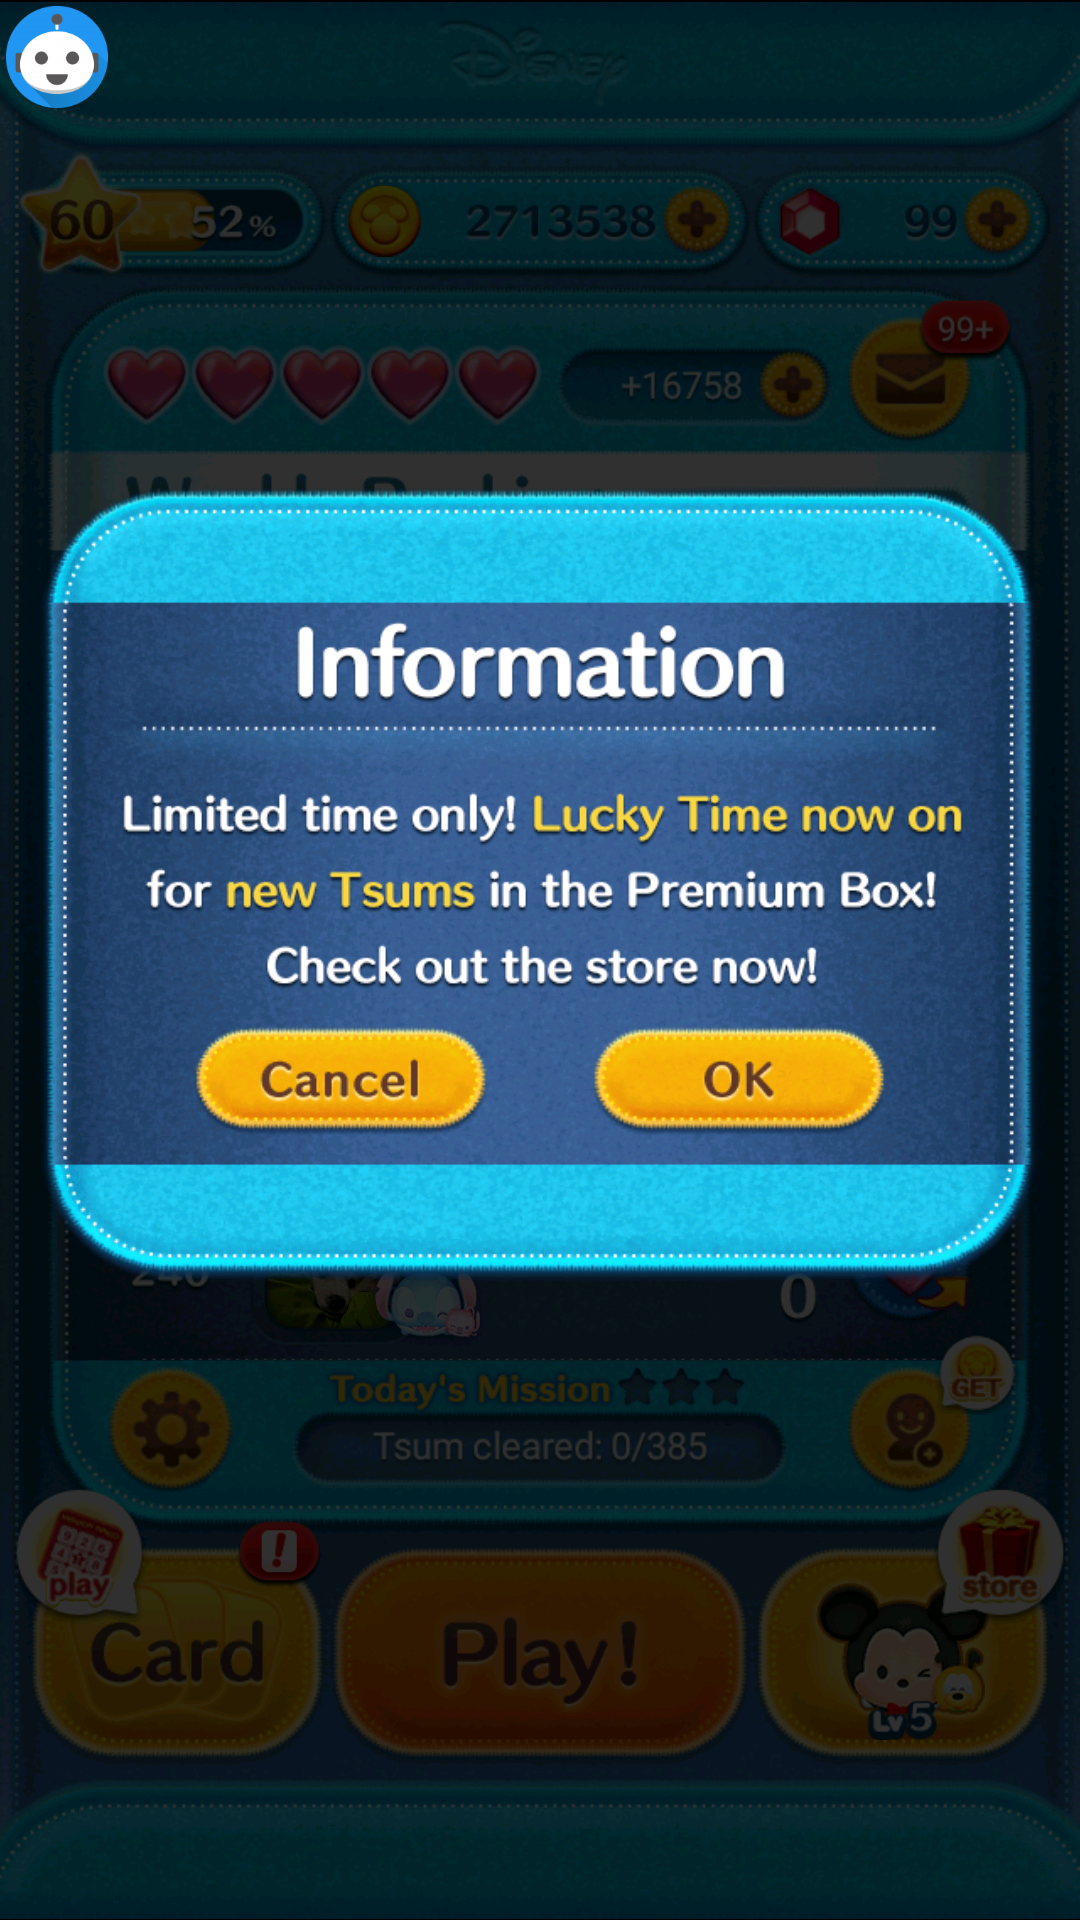 Disney
60 52% 2713538 99
99+
+16758
Information
Limited time only! Lucky Time now on
for new Tsums in the Premium Box!
Check out the store now!
Cancel OK
0
Today's Mission
GET
Tsum cleared: 0/385
play
!
store
Card Play!
Lv 5